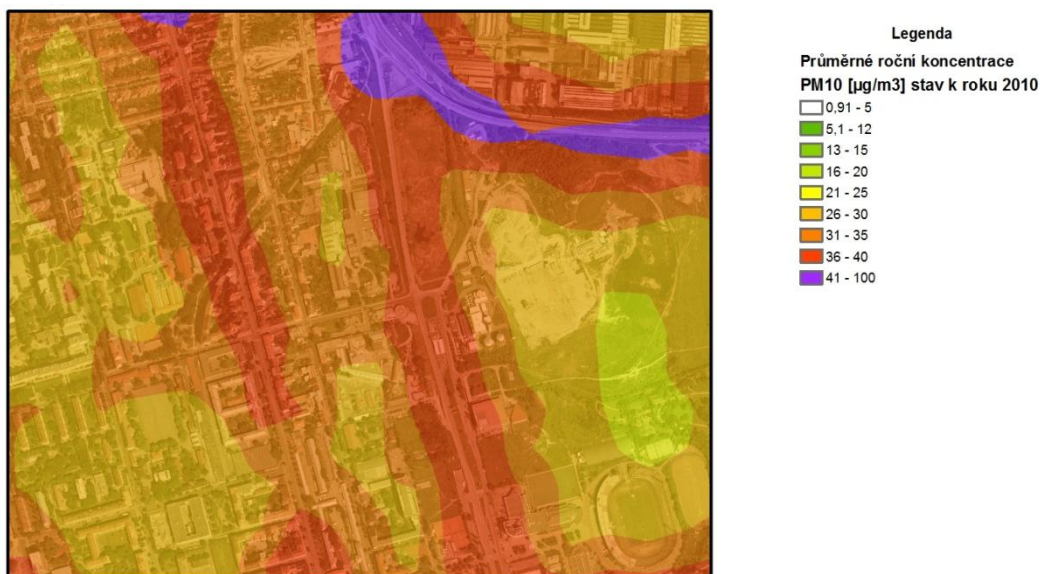 Legenda
Průměrné roční koncentrace
PM10 [µg/m3] stav k roku 2010
0,91 - 5
5,1 - 12
13 - 15
16 - 20
21 - 25
26 - 30
31 - 35
36 - 40
41 - 100